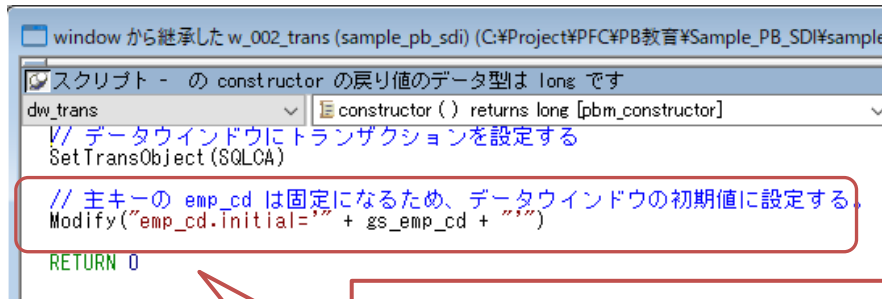 window から継承した w_002_trans (sample_pb_sdi) (C:¥Project¥PFC¥PB教育¥Sample_PB_SDI¥sample
スクリプト - の constructor の戻り値のデータ型は long です
dw_trans constructor ( ) returns long [pbm_constructor]
// データウインドウにトランザクションを設定する
SetTransObject(SQLCA)
// 主キーの emp_cd は固定になるため、データウインドウの初期値に設定する。
Modify("emp_cd.initial='" + gs_emp_cd + "'")
RETURN 0